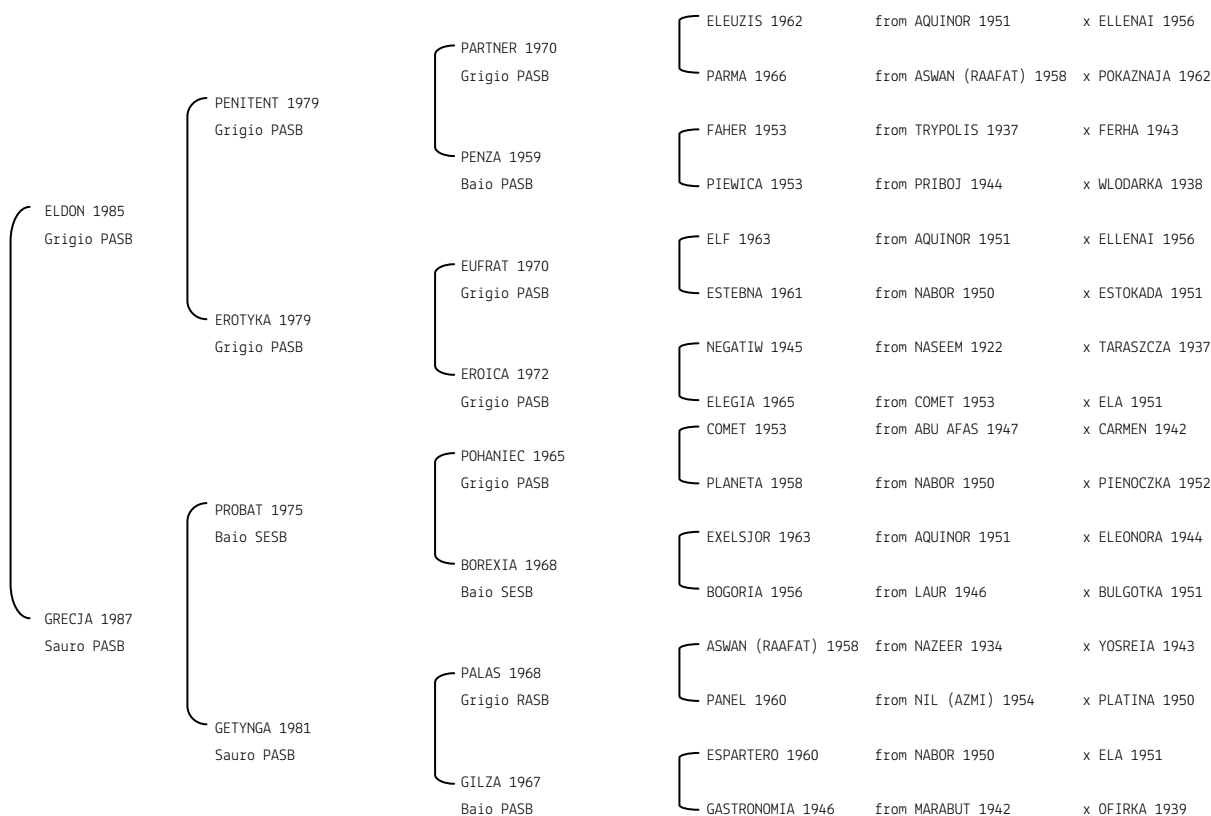 ELEUZIS 1962 from AQUINOR 1951 x ELLENAI 1956
PARTNER 1970
Grigio PASB PARMA 1966 from ASWAN (RAAFAT) 1958 x POKAZNAJA 1962
PENITENT 1979
Grigio PASB FAHER 1953 from TRYPOLIS 1937 x FERHA 1943
PENZA 1959
Baio PASB PIEWICA 1953 from PRIBOJ 1944 x WLODARKA 1938
ELDON 1985
Grigio PASB ELF 1963 from AQUINOR 1951 x ELLENAI 1956
EUFRAT 1970
Grigio PASB ESTEBNA 1961 from NABOR 1950 x ESTOKADA 1951
EROTYKA 1979
Grigio PASB NEGATIW 1945 from NASEEM 1922 x TARASZCZA 1937
EROICA 1972
Grigio PASB ELEGIA 1965 from COMET 1953 x ELA 1951
COMET 1953 from ABU AFAS 1947 x CARMEN 1942
POHANIEC 1965
Grigio PASB PLANETA 1958 from NABOR 1950 x PIENOCZKA 1952
PROBAT 1975
Baio SESB EXELSJOR 1963 from AQUINOR 1951 x ELEONORA 1944
BOREXIA 1968
Baio SESB BOGORIA 1956 from LAUR 1946 x BULGOTKA 1951
GRECJA 1987
Sauro PASB ASWAN (RAAFAT) 1958 from NAZEER 1934 x YOSREIA 1943
PALAS 1968
Grigio RASB PANEL 1960 from NIL (AZMI) 1954 x PLATINA 1950
GETYNGA 1981
Sauro PASB ESPARTERO 1960 from NABOR 1950 x ELA 1951
GILZA 1967
Baio PASB GASTRONOMIA 1946 from MARABUT 1942 x OFIRKA 1939